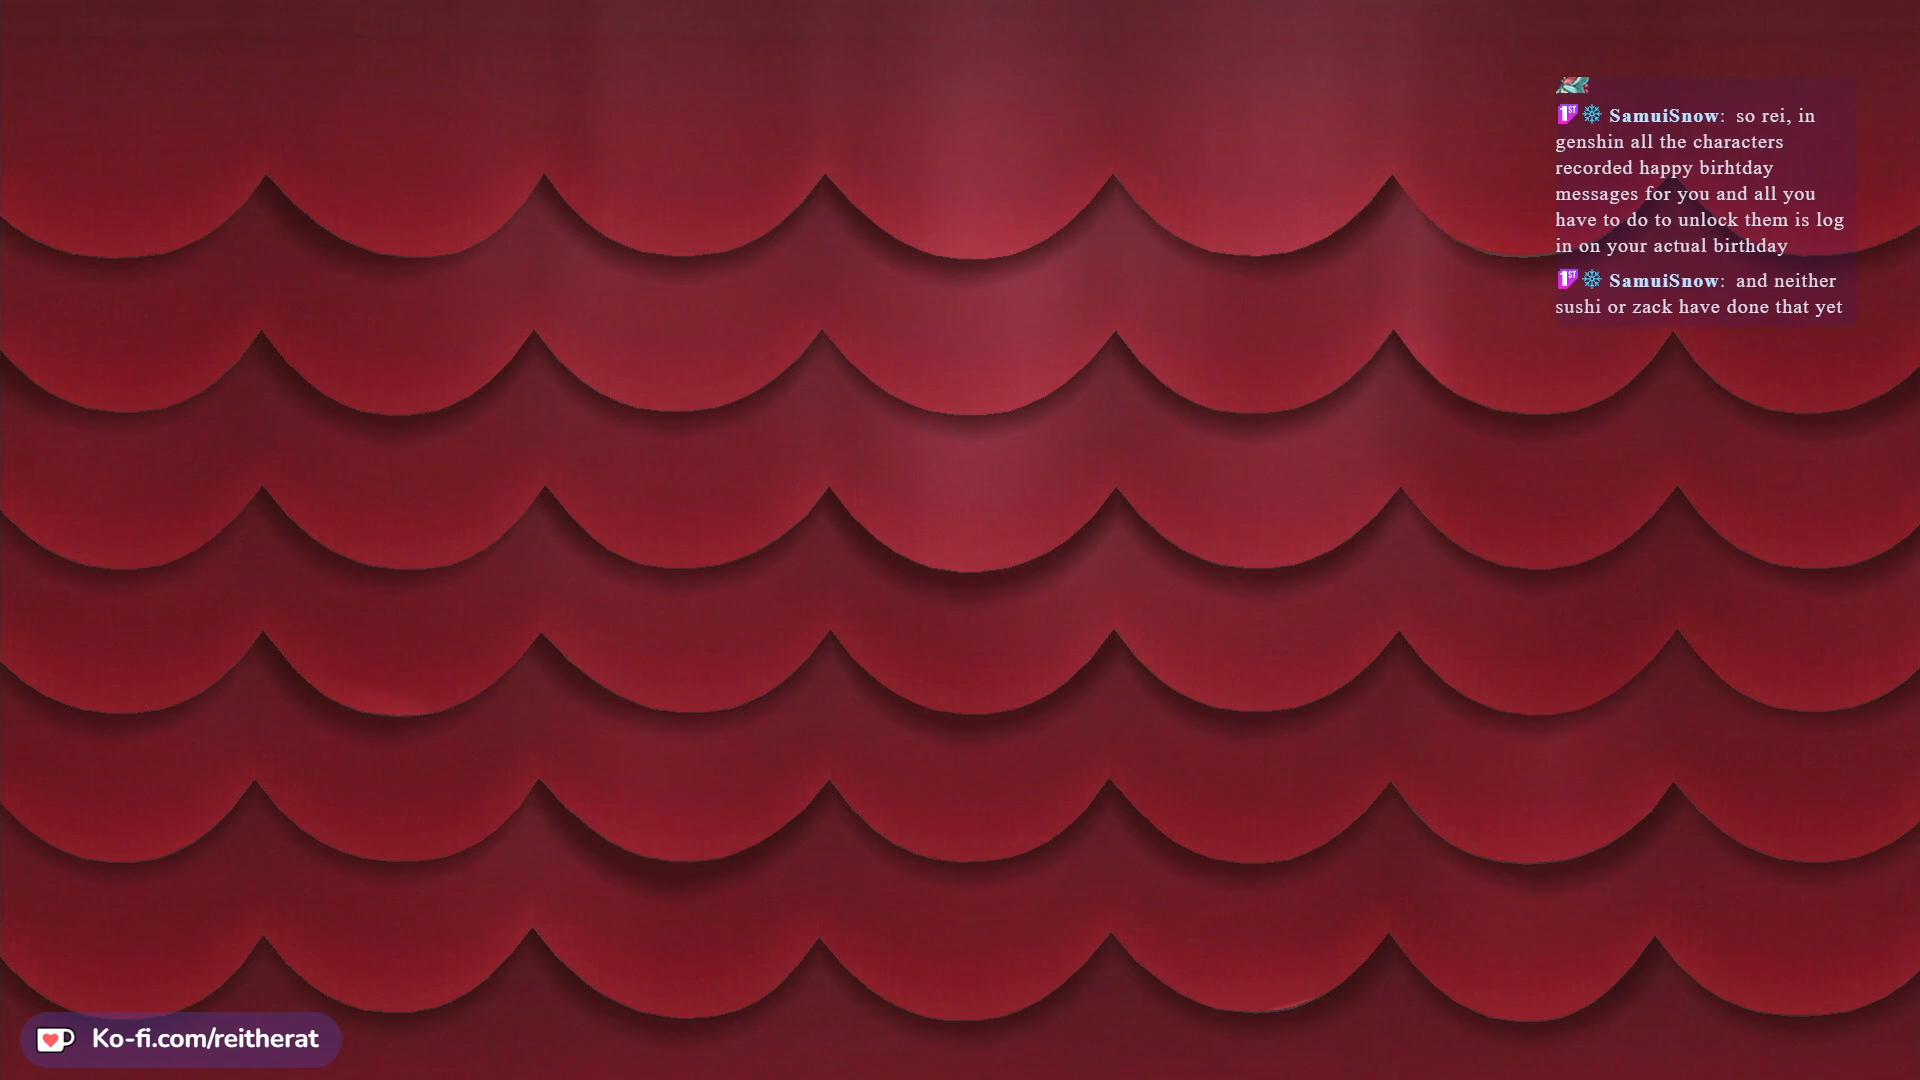 SamuiSnow: so rei, in
genshin all the characters
recorded happy birhtday
messages for you and all you
have to do to unlock them is log
in on your actual birthday
SamuiSnow: and neither
sushi or zack have done that yet
Ko-fi.com/reitherat